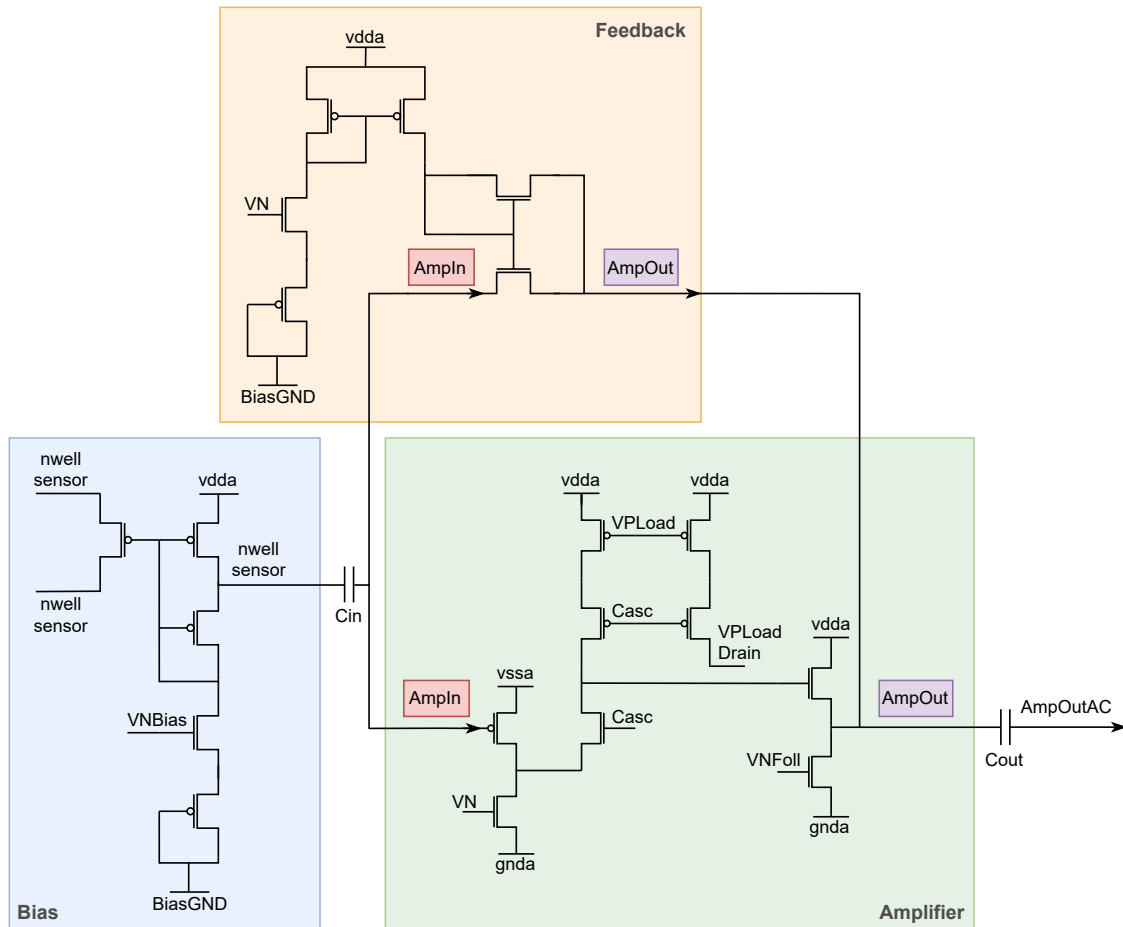 Feedback
vdda
VN
AmpIn
AmpOut
BiasGND
nwell
sensor
vdda
nwell
sensor
nwell
sensor
VNBias
BiasGND
Bias
Cin
vdda
vdda
VPLoad
Casc
VPLoad
Drain
vdda
vssa
AmpIn
Casc
AmpOut
AmpOutAC
Cout
VNFoll
VN
gnda
gnda
Amplifier